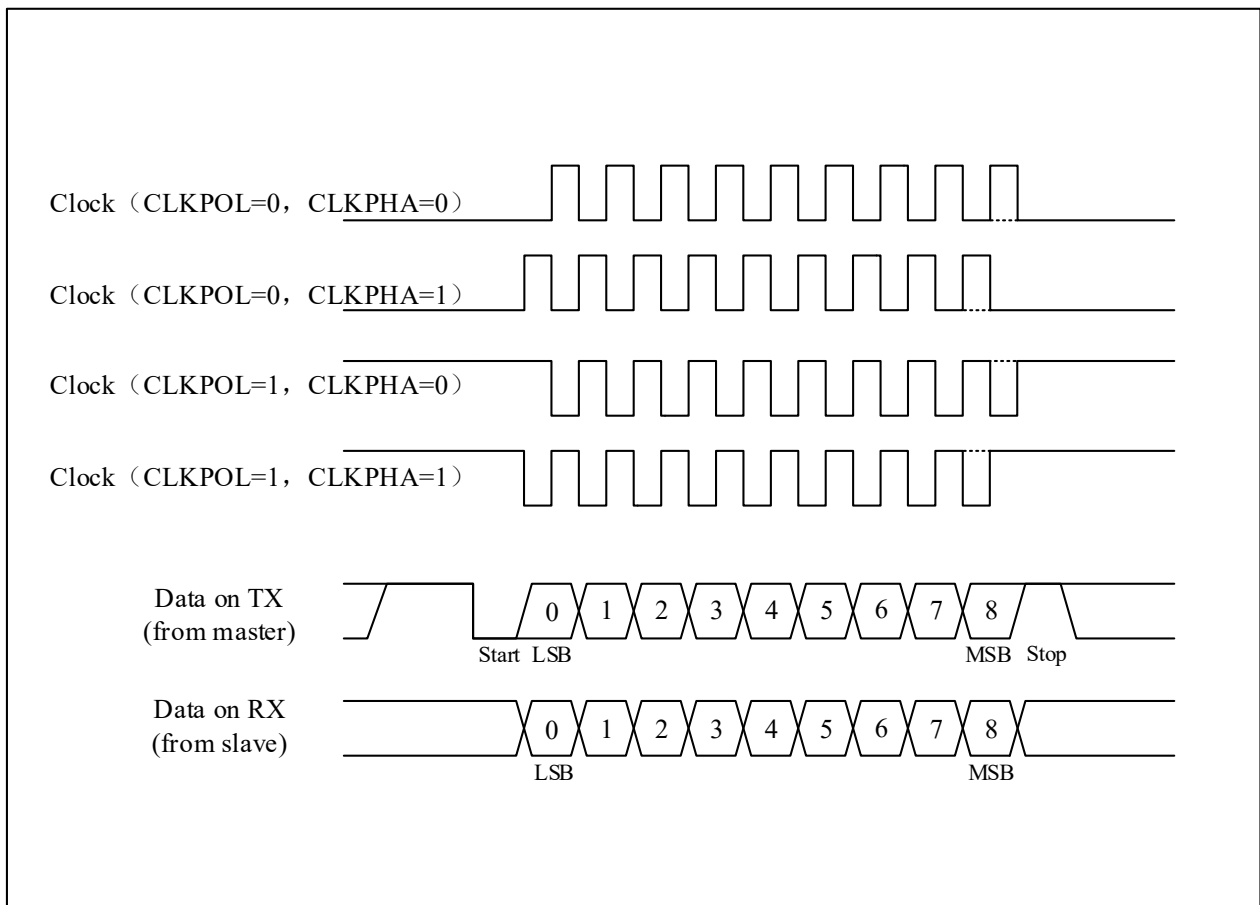 Clock（CLKPOL=0，CLKPHA=0）
Clock（CLKPOL=0，CLKPHA=1）
Clock（CLKPOL=1，CLKPHA=0）
Clock（CLKPOL=1，CLKPHA=1）
Data on TX
(from master)
0 1 2 3 4 5 6 7 8
Start LSB MSB Stop
Data on RX
(from slave)
0 1 2 3 4 5 6 7 8
LSB MSB